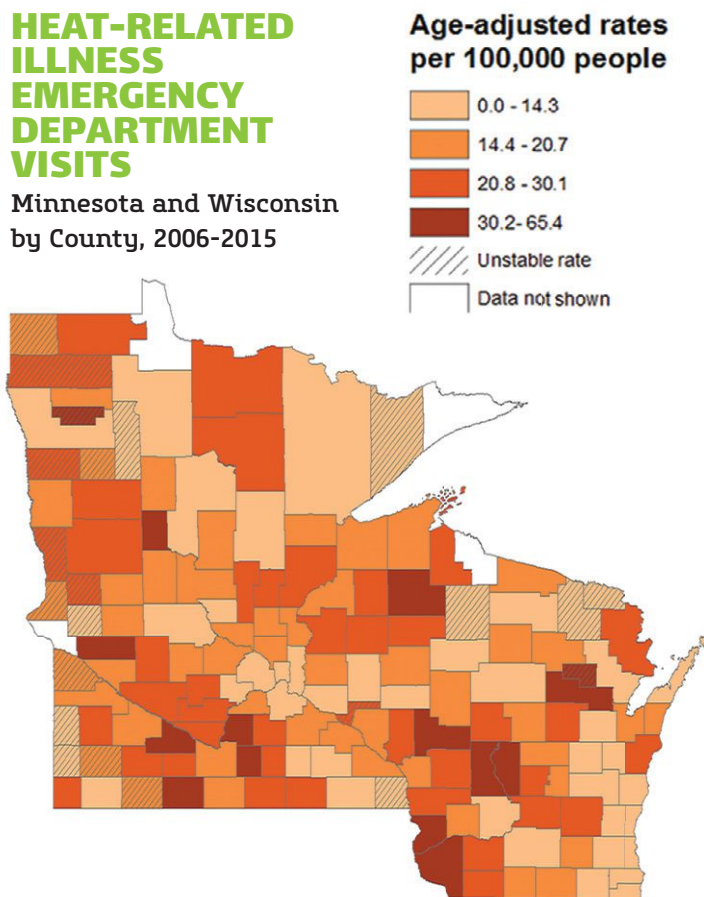 HEAT-RELATED
ILLNESS
EMERGENCY
DEPARTMENT
VISITS
Minnesota and Wisconsin
by County, 2006-2015
Age-adjusted rates
per 100,000 people
0.0 - 14.3
14.4 - 20.7
20.8 - 30.1
30.2- 65.4
Unstable rate
Data not shown